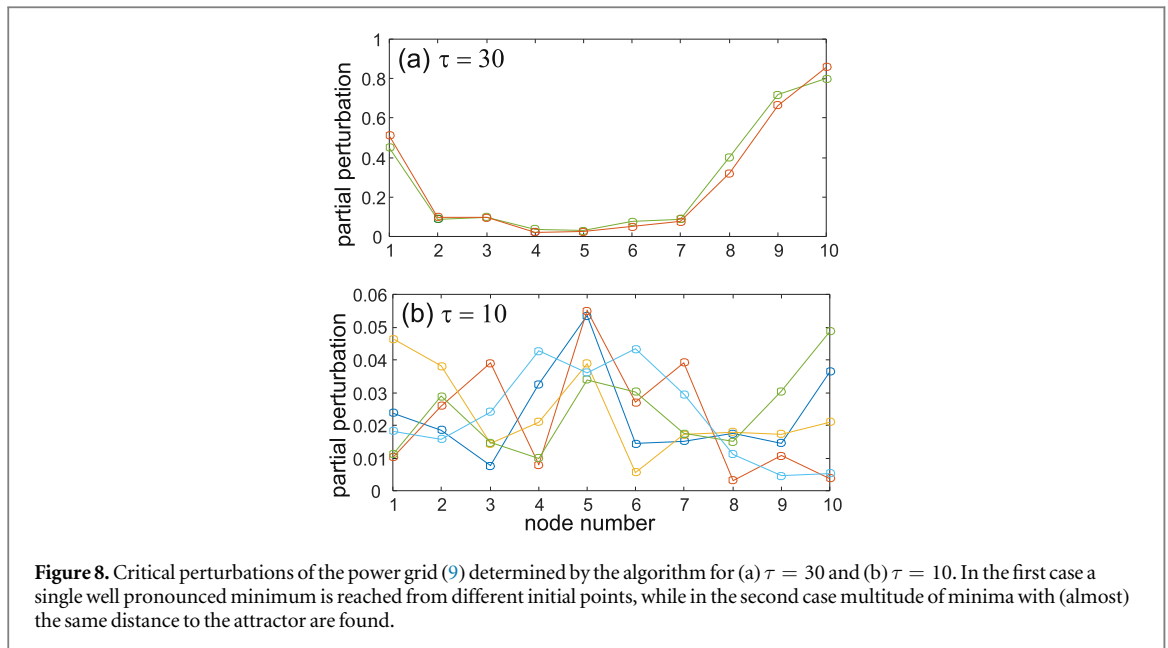 1
0.8
0.6
0.4
0.2
0
partial perturbation
(a) τ = 30
1 2 3 4 5 6 7 8 9 10
0.06
0.05
0.04
0.03
0.02
0.01
0
partial perturbation
(b) τ = 10
1 2 3 4 5 6 7 8 9 10
node number
Figure 8. Critical perturbations of the power grid (9) determined by the algorithm for (a) τ = 30 and (b) τ = 10. In the first case a
single well pronounced minimum is reached from different initial points, while in the second case multitude of minima with (almost)
the same distance to the attractor are found.